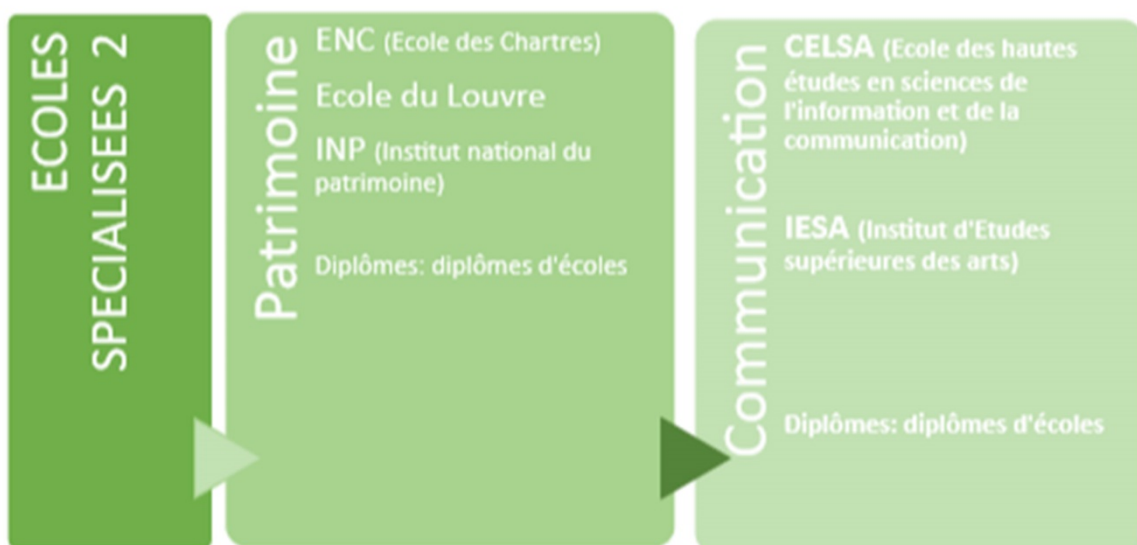 ECOLES
SPECIALISEES 2
Patrimoine
ENC (Ecole des Chartres)
Ecole du Louvre
INP (Institut national du
patrimoine)
Diplômes: diplômes d'écoles
Communication
CELSA (Ecole des hautes
études en sciences de
l'information et de la
communication)
IESA (Institut d'Etudes
supérieures des arts)
Diplômes: diplômes d'écoles